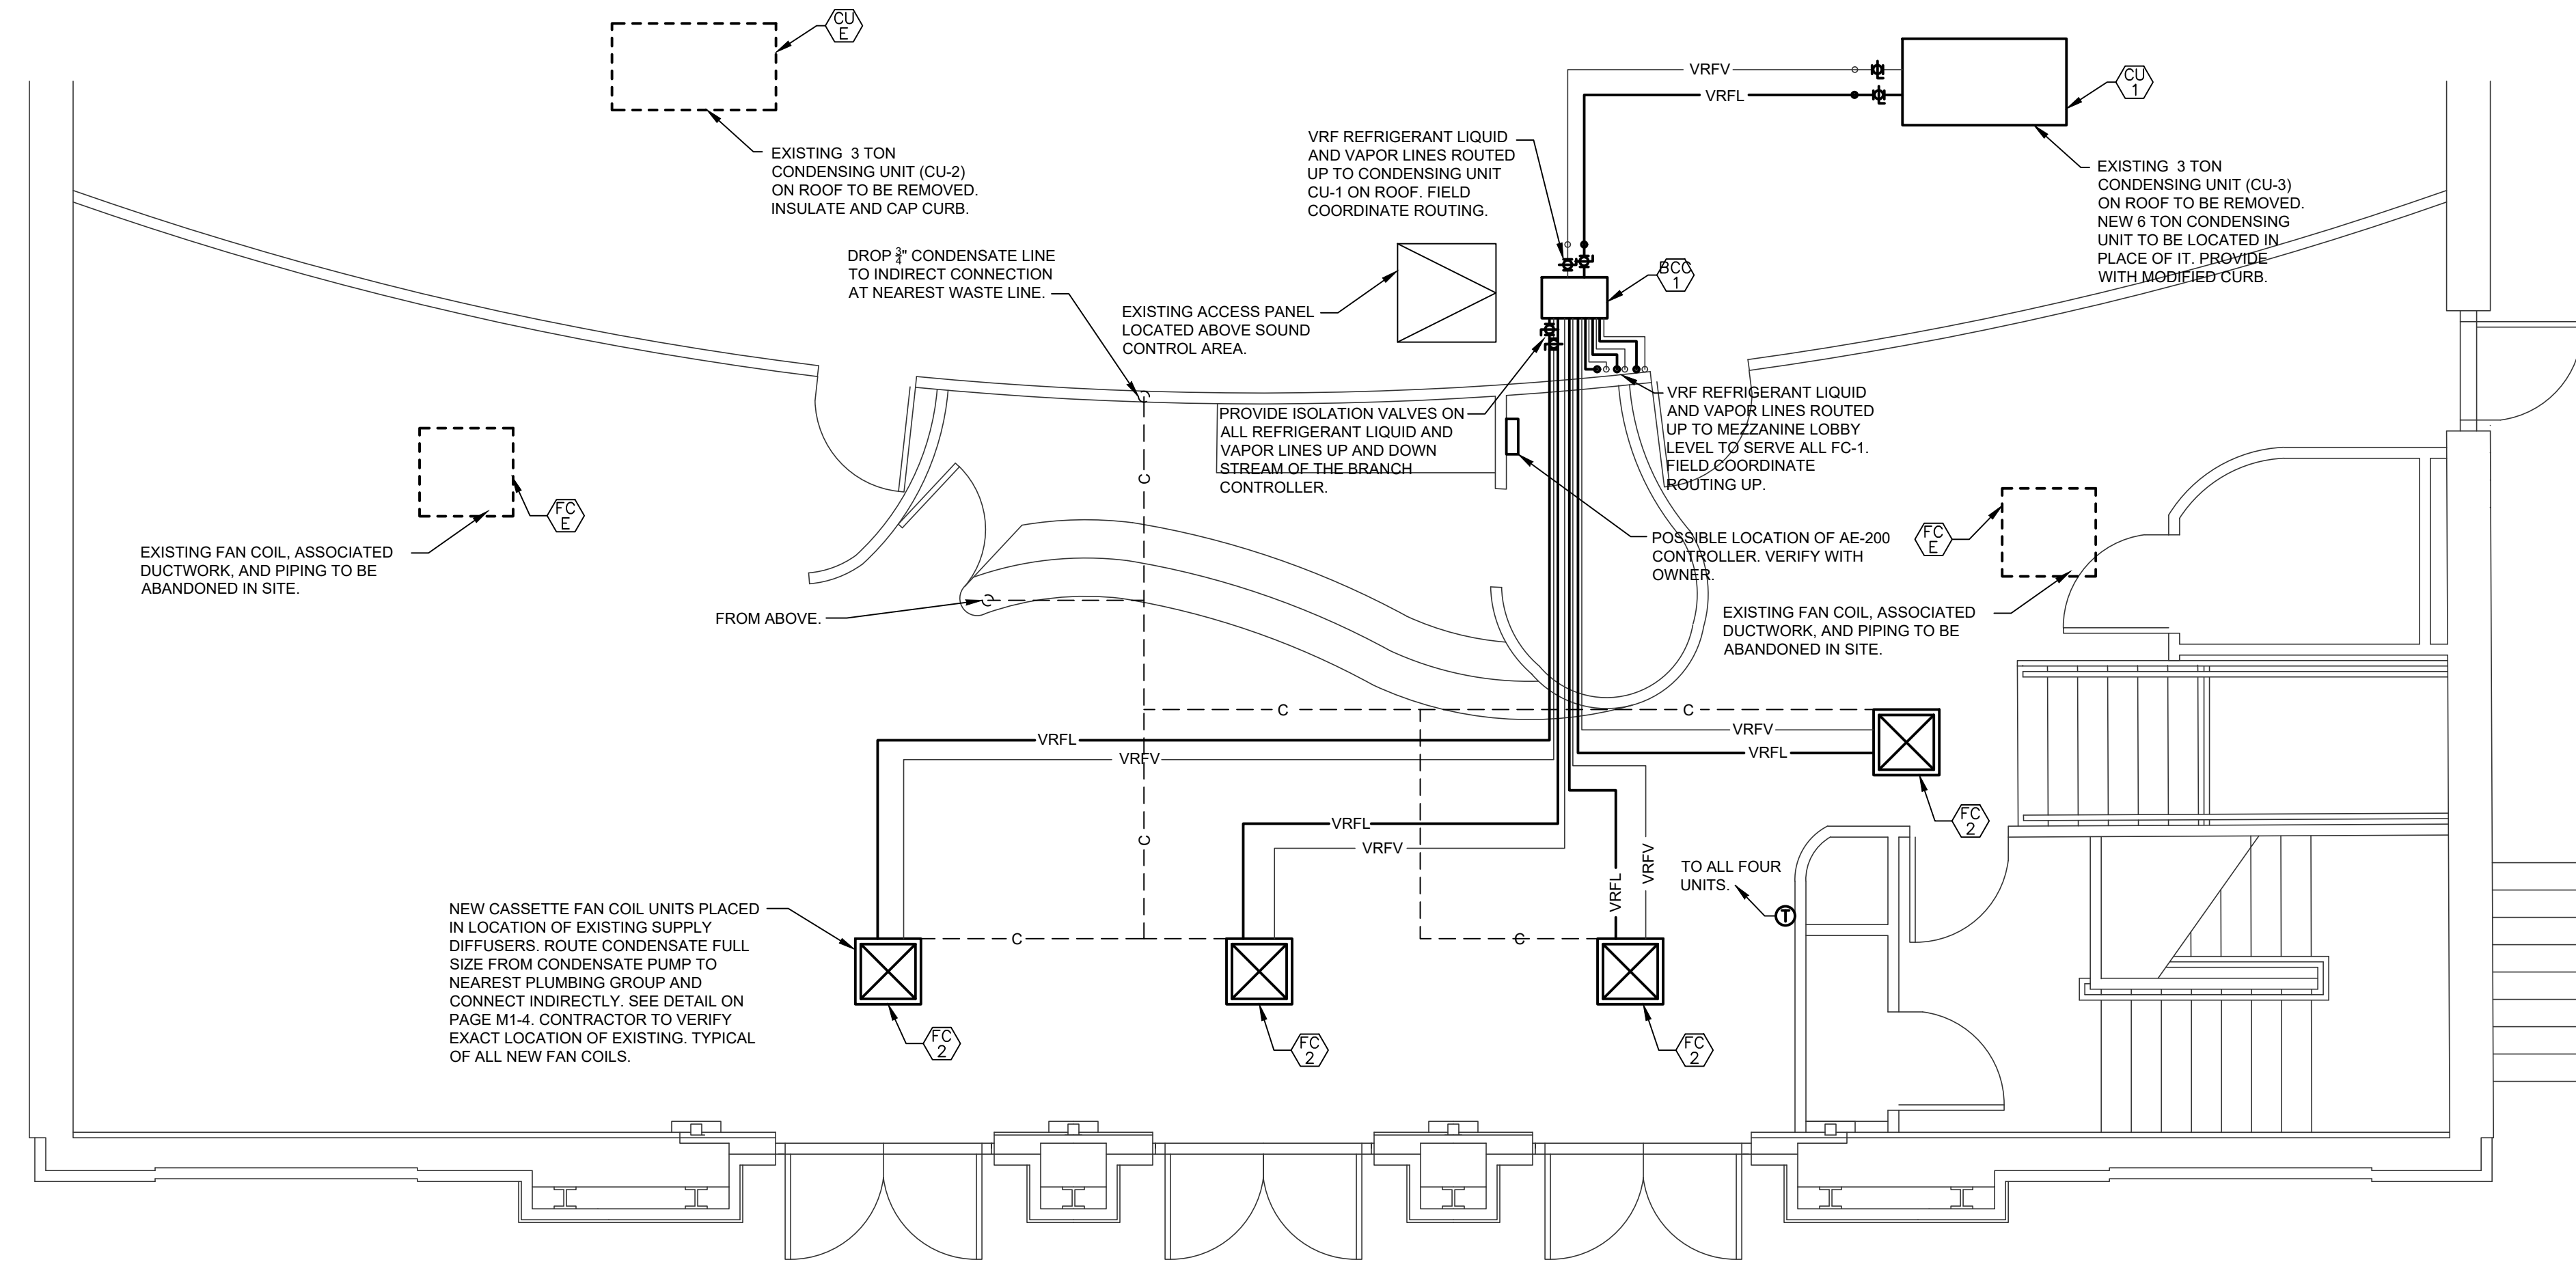 CU
E
EXISTING 3 TON
CONDENSING UNIT (CU-2)
ON ROOF TO BE REMOVED.
INSULATE AND CAP CURB.
VRFV
VRFL
CU
1
EXISTING 3 TON
CONDENSING UNIT (CU-3)
ON ROOF TO BE REMOVED.
NEW 6 TON CONDENSING
UNIT TO BE LOCATED IN
PLACE OF IT. PROVIDE
WITH MODIFIED CURB.
VRF REFRIGERANT LIQUID
AND VAPOR LINES ROUTED
UP TO CONDENSING UNIT
CU-1 ON ROOF. FIELD
COORDINATE ROUTING.
DROP 3/4" CONDENSATE LINE
TO INDIRECT CONNECTION
AT NEAREST WASTE LINE.
EXISTING ACCESS PANEL
LOCATED ABOVE SOUND
CONTROL AREA.
BCC
1
PROVIDE ISOLATION VALVES ON
ALL REFRIGERANT LIQUID AND
VAPOR LINES UP AND DOWN
STREAM OF THE BRANCH
CONTROLLER.
VRF REFRIGERANT LIQUID
AND VAPOR LINES ROUTED
UP TO MEZZANINE LOBBY
LEVEL TO SERVE ALL FC-1.
FIELD COORDINATE
ROUTING UP.
C
FC
E
EXISTING FAN COIL, ASSOCIATED
DUCTWORK, AND PIPING TO BE
ABANDONED IN SITE.
POSSIBLE LOCATION OF AE-200
CONTROLLER. VERIFY WITH
OWNER.
FC
E
EXISTING FAN COIL, ASSOCIATED
DUCTWORK, AND PIPING TO BE
ABANDONED IN SITE.
FROM ABOVE.
C
C
VRFL
VRFV
VRFV
VRFL
FC
2
VRFL
VRFV
C
VRFL
VRFV
TO ALL FOUR
UNITS.
T
NEW CASSETTE FAN COIL UNITS PLACED
IN LOCATION OF EXISTING SUPPLY
DIFFUSERS. ROUTE CONDENSATE FULL
SIZE FROM CONDENSATE PUMP TO
NEAREST PLUMBING GROUP AND
CONNECT INDIRECTLY. SEE DETAIL ON
PAGE M1-4. CONTRACTOR TO VERIFY
EXACT LOCATION OF EXISTING. TYPICAL
OF ALL NEW FAN COILS.
C
C
FC
2
FC
2
FC
2